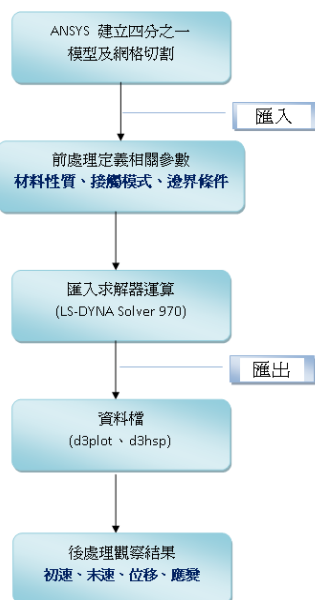 ANSYS 建立四分之一
模型及網格切割
匯入
前處理定義相關參數
材料性質、接觸模式、邊界條件
匯入求解器運算
(LS-DYNA Solver 970)
匯出
資料檔
(d3plot、d3hsp)
後處理觀察結果
初速、末速、位移、應變